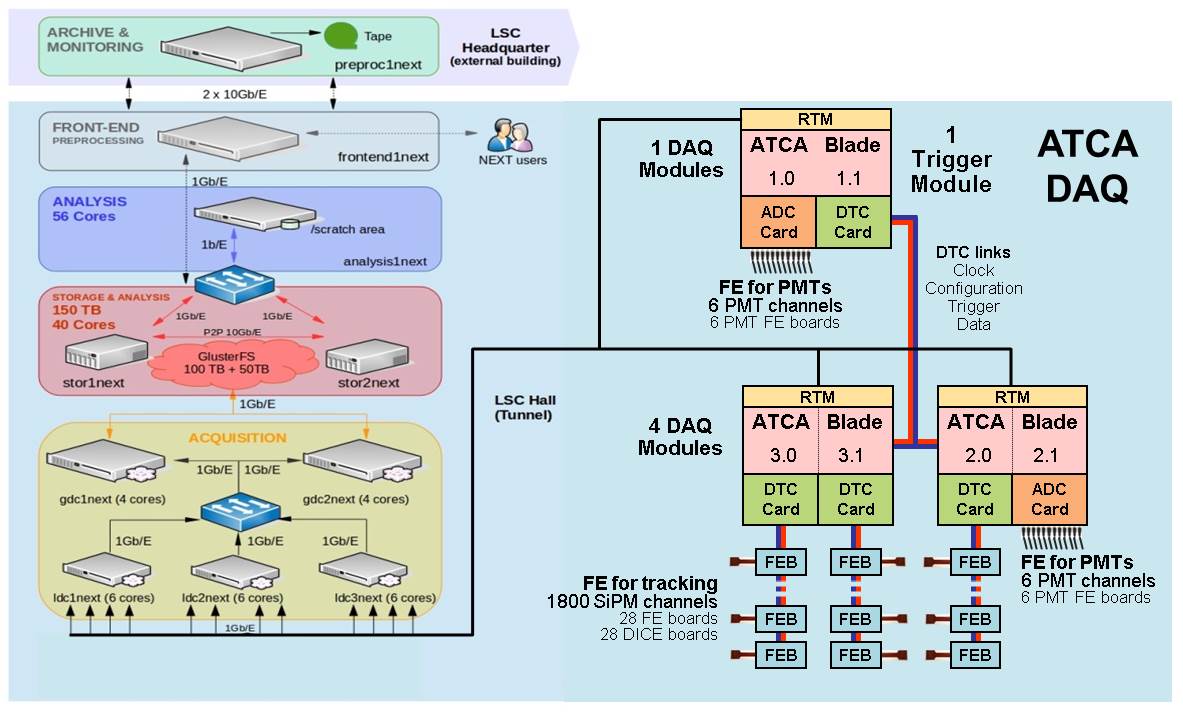 ARCHIVE &
MONITORING
Tape
preproc1next
LSC
Headquarter
(external building)
2 x 10Gb/E
FRONT-END
PREPROCESSING
frontend1next
NEXT users
1Gb/E
ANALYSIS
56 Cores
/scratch area
1b/E
analysis1next
STORAGE & ANALYSIS
150 TB
40 Cores
1Gb/E
1Gb/E
P2P 10Gb/E
GlusterFS
100 TB + 50TB
stor1next
stor2next
1Gb/E
LSC Hall
(Tunnel)
ACQUISITION
1Gb/E
1Gb/E
gdc1next (4 cores)
gdc2next (4 cores)
1Gb/E
1Gb/E
1Gb/E
ldc1next (6 cores)
ldc2next (6 cores)
ldc3next (6 cores)
1Gb/E
ATCA
DAQ
1 DAQ
Modules
RTM
ATCA Blade
1.0 1.1
ADC
Card
DTC
Card
1
Trigger
Module
FE for PMTs
6 PMT channels
6 PMT FE boards
DTC links
Clock
Configuration
Trigger
Data
4 DAQ
Modules
RTM
ATCA Blade
3.0 3.1
DTC
Card
DTC
Card
RTM
ATCA Blade
2.0 2.1
DTC
Card
ADC
Card
FEB
FEB
FEB
FE for PMTs
6 PMT channels
6 PMT FE boards
FE for tracking
1800 SiPM channels
28 FE boards
28 DICE boards
FEB
FEB
FEB
FEB
FEB
FEB